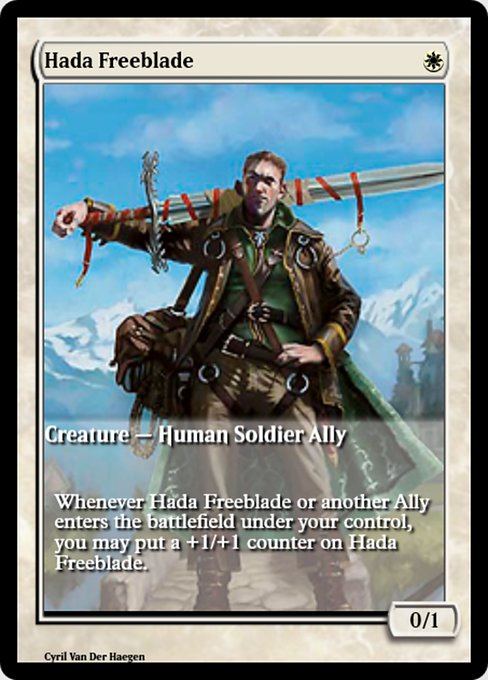 Hada Freeblade
Creature — Human Soldier Ally
Whenever Hada Freeblade or another Ally
enters the battlefield under your control,
you may put a +1/+1 counter on Hada
Freeblade.
0/1
Cyril Van Der Haegen